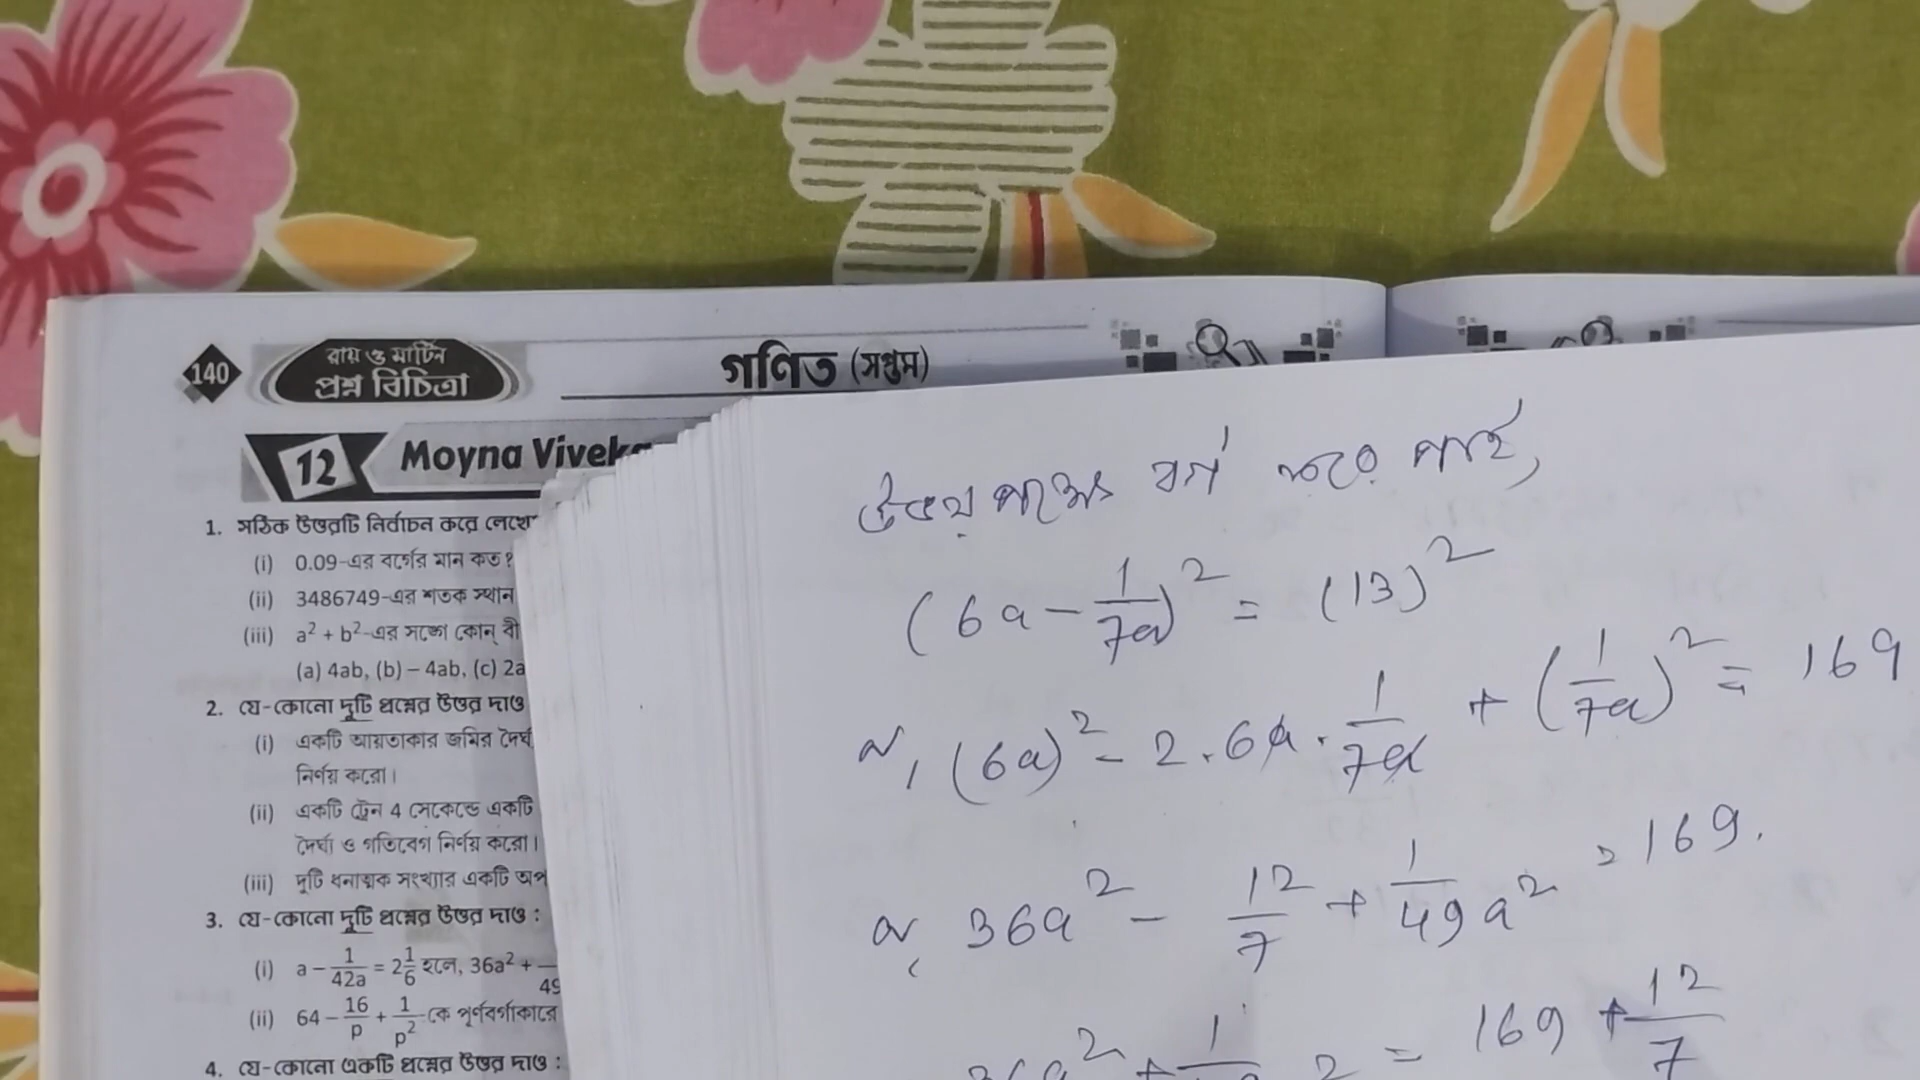 140
রায় ও মার্টিন
প্রশ্ন বিচিত্রা
গণিত (সপ্তম)
12 Moyna
1. সঠিক উত্তরটি নির্বাচন করে
(i) 0.09-এর বর্গের মান কত?
(ii) 3486749-এর শতক স্থান
(iii) a² + b²-এর সঙ্গে কোন্
(a) 4ab, (b) – 4ab, (c) 2a
2. যে-কোনো দুটি প্রশ্নের উত্তর দাও
(i) একটি আয়তাকার জমির দৈর্ঘ্য
নির্ণয় করো।
(ii) একটি ট্রেন 4 সেকেন্ডে একটি
দৈর্ঘ্য ও গতিবেগ নির্ণয় করো।
(iii) দুটি ধনাত্মক সংখ্যার একটি
3. যে-কোনো দুটি প্রশ্নের উত্তর দাও :
(i) a – 1/42a = 2 1/6 হলে, 36a² +
(ii) 64 – 16/p + 1/p² কে পূর্ণবর্গাকারে
4. যে-কোনো একটি প্রশ্নের উত্তর দাও :
উভয় পক্ষের বর্গ করে পাই,
(6a – 1/7a)² = (13)²
বা, (6a)² – 2.6a.1/7a + (1/7a)² = 169
বা, 36a² – 12/7 + 1/49a² = 169.
= 169 + 12/7